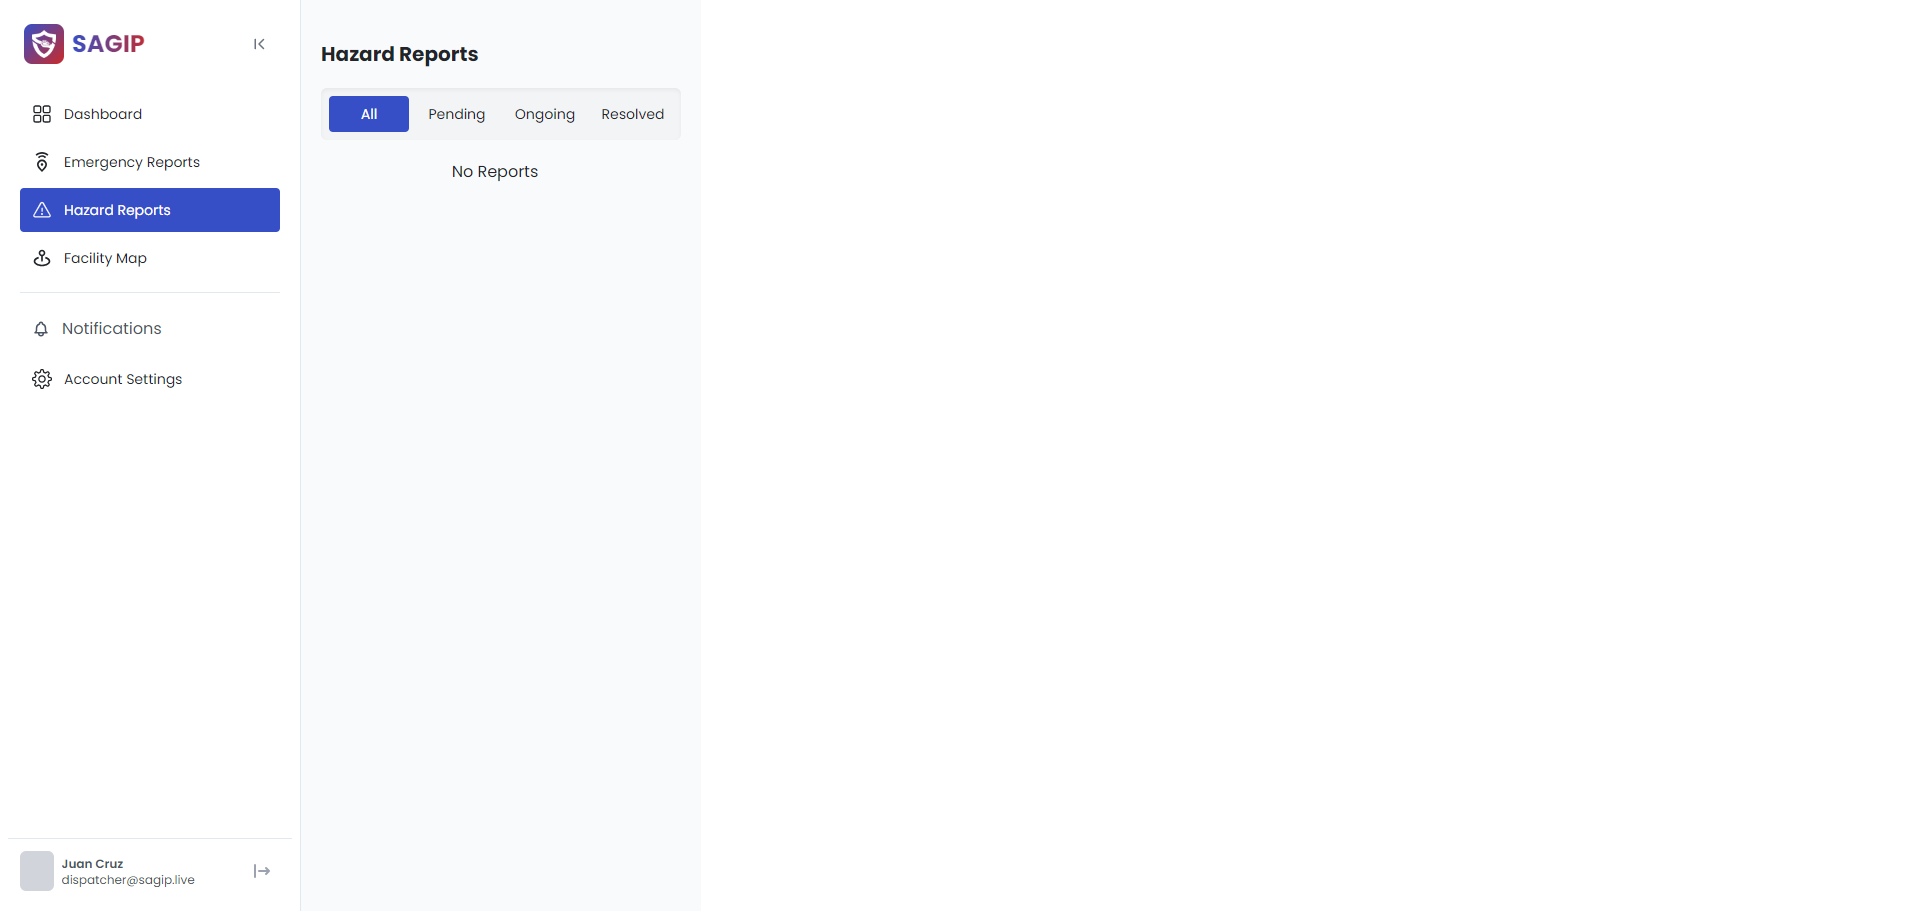 SAGIP
Dashboard
Emergency Reports
Hazard Reports
Facility Map
Notifications
Account Settings
Juan Cruz
dispatcher@sagip.live
Hazard Reports
All Pending Ongoing Resolved
No Reports